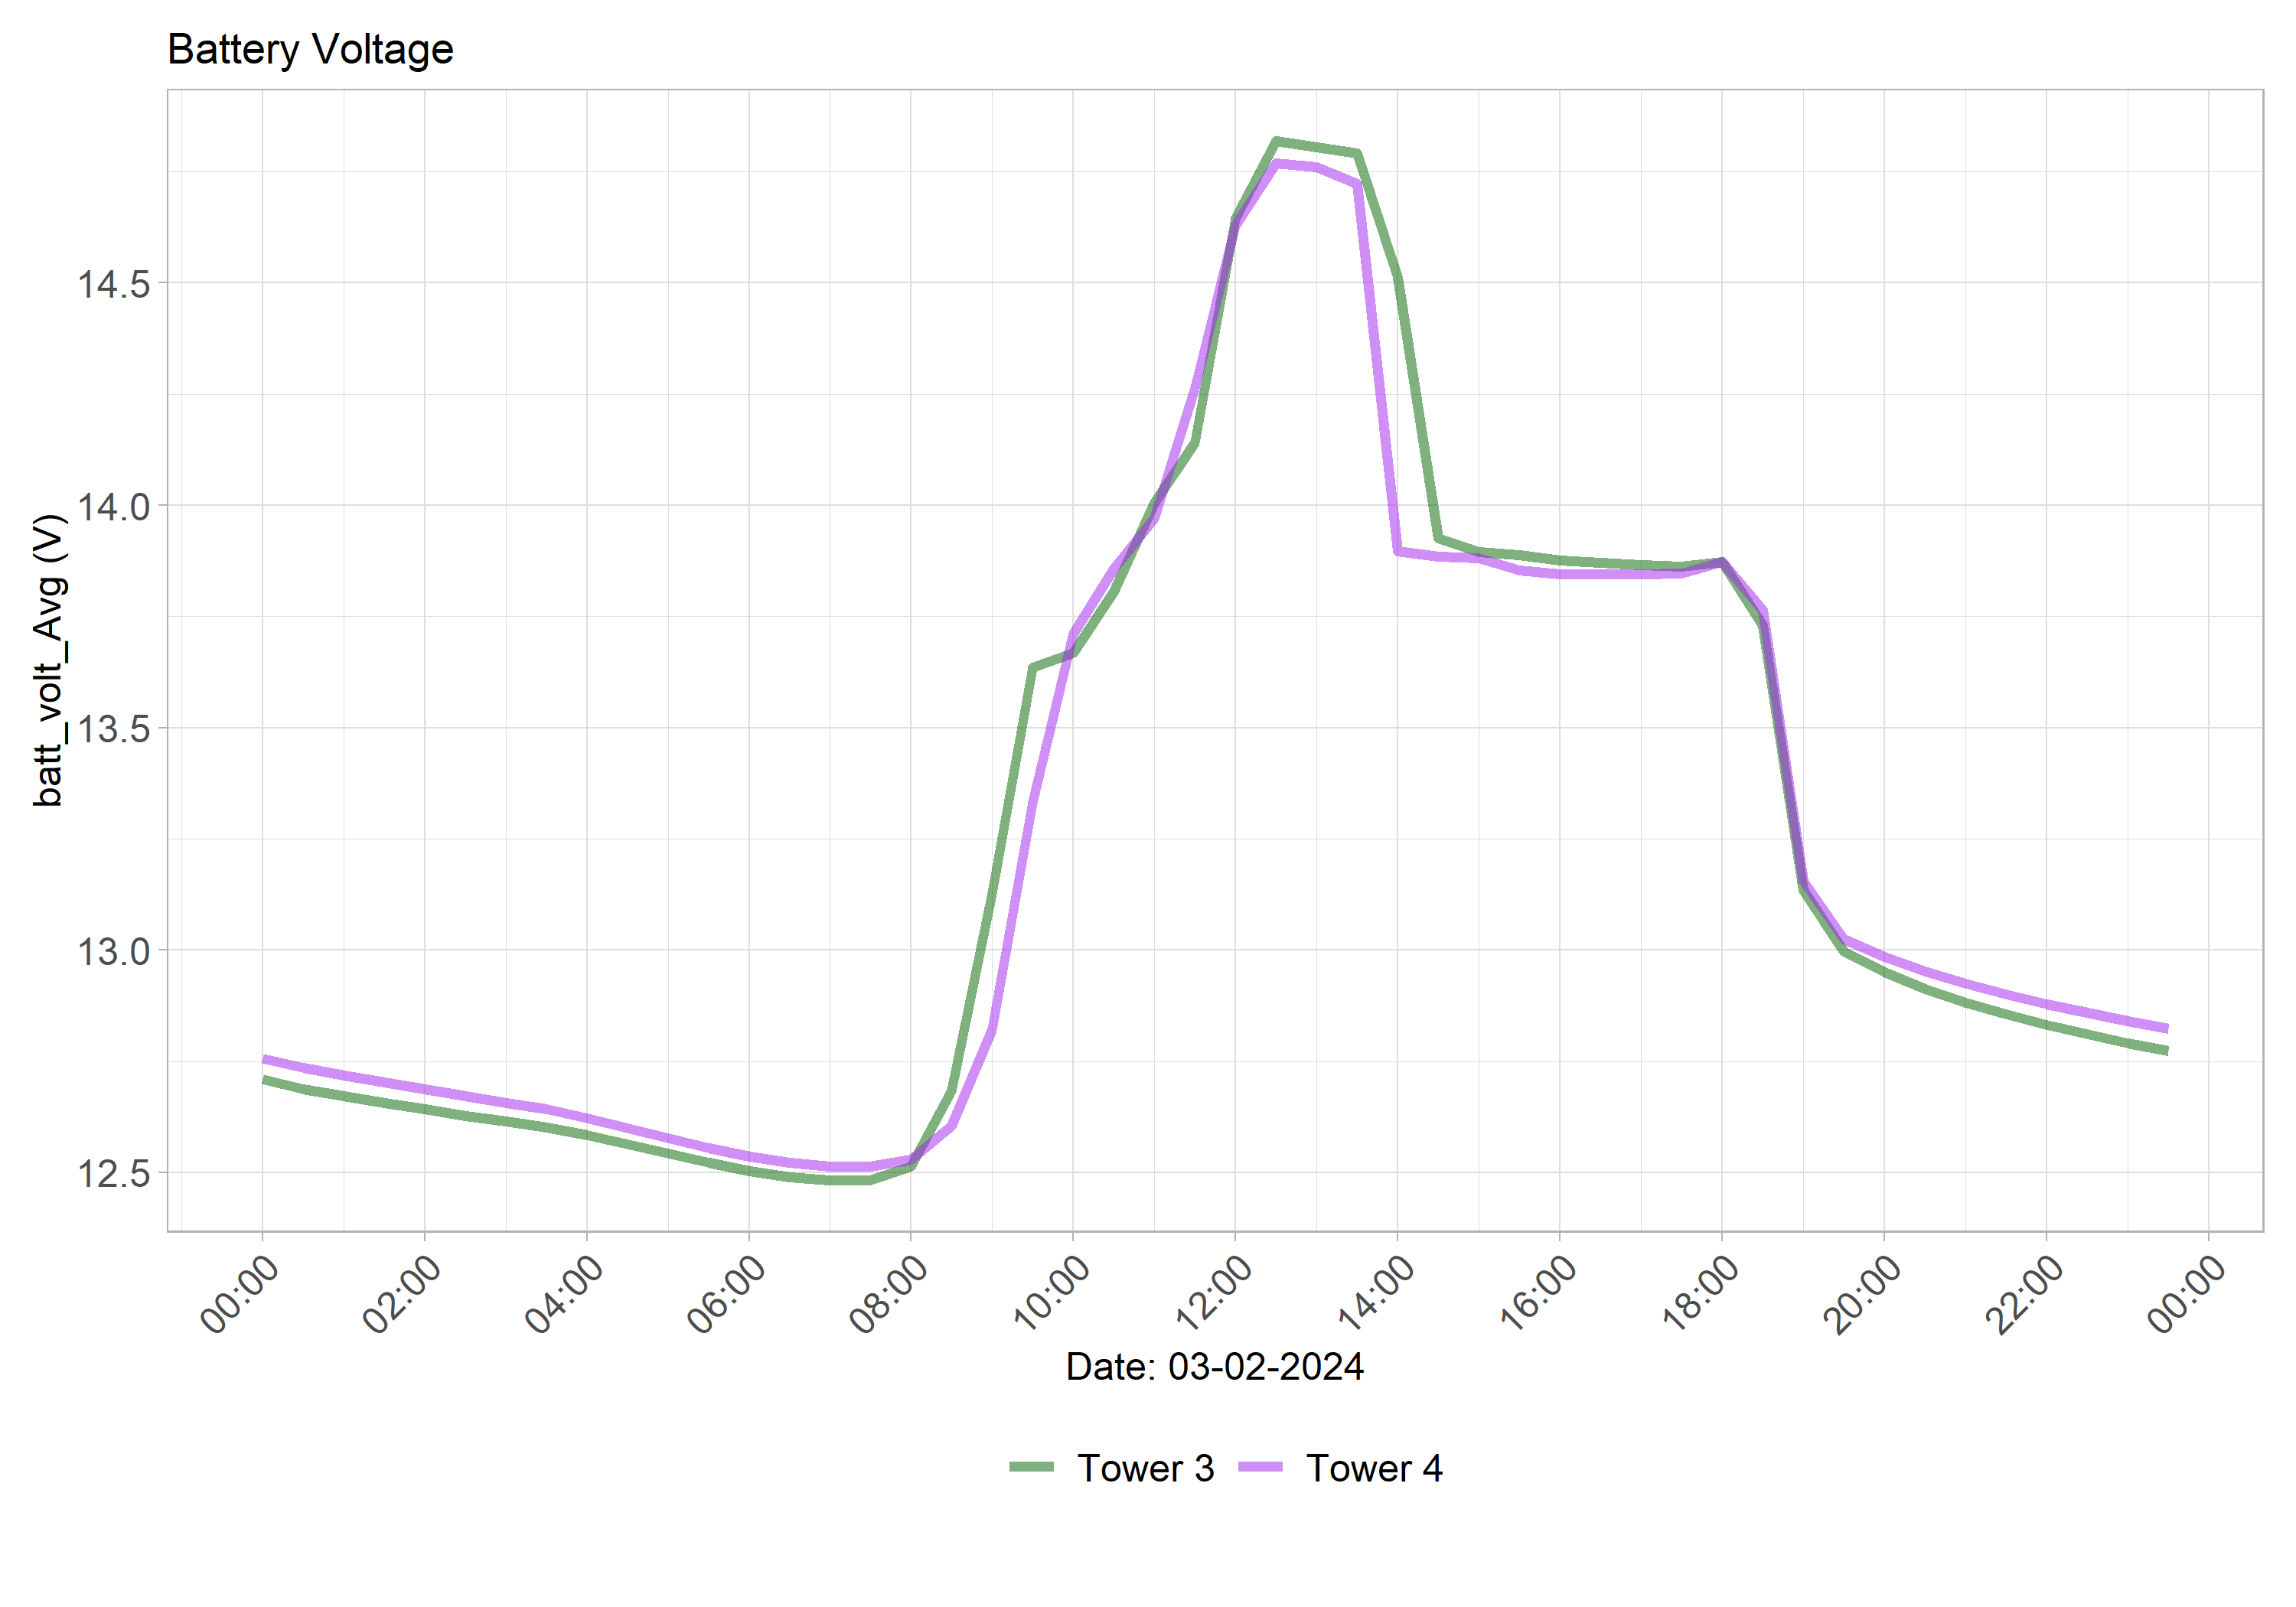 Battery Voltage
batt_volt_Avg (V)
14.5
14.0
13.5
13.0
12.5
00:00 02:00 04:00 06:00 08:00 10:00 12:00 14:00 16:00 18:00 20:00 22:00 00:00
Date: 03-02-2024
Tower 3 Tower 4